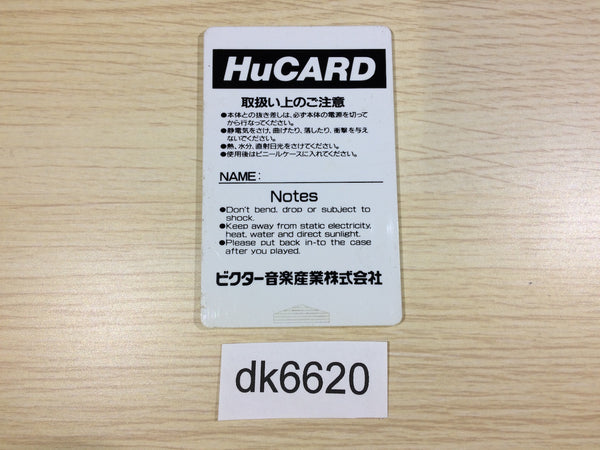 HuCARD
取扱い上のご注意
●本体との抜き差しは、必ず本体の電源を切って
から行なってください。
●静電気をさけ、曲げたり、落したり、衝撃を与え
ないでください。
●熱、水分、直射日光をさけてください。
●使用後はビニールケースに入れてください。
NAME:
Notes
●Don't bend, drop or subject to
shock.
●Keep away from static electricity,
heat, water and direct sunlight.
●Please put back in-to the case
after you played.
ビクター音楽産業株式会社
dk6620